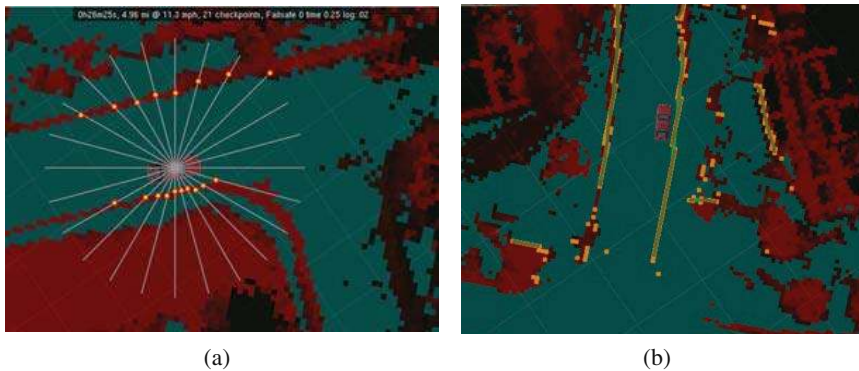 0h26m25s, 4.96 mi @ 11.3 mph, 21 checkpoints, Failsafe 0 time 0.25 log: 02
(a)
(b)